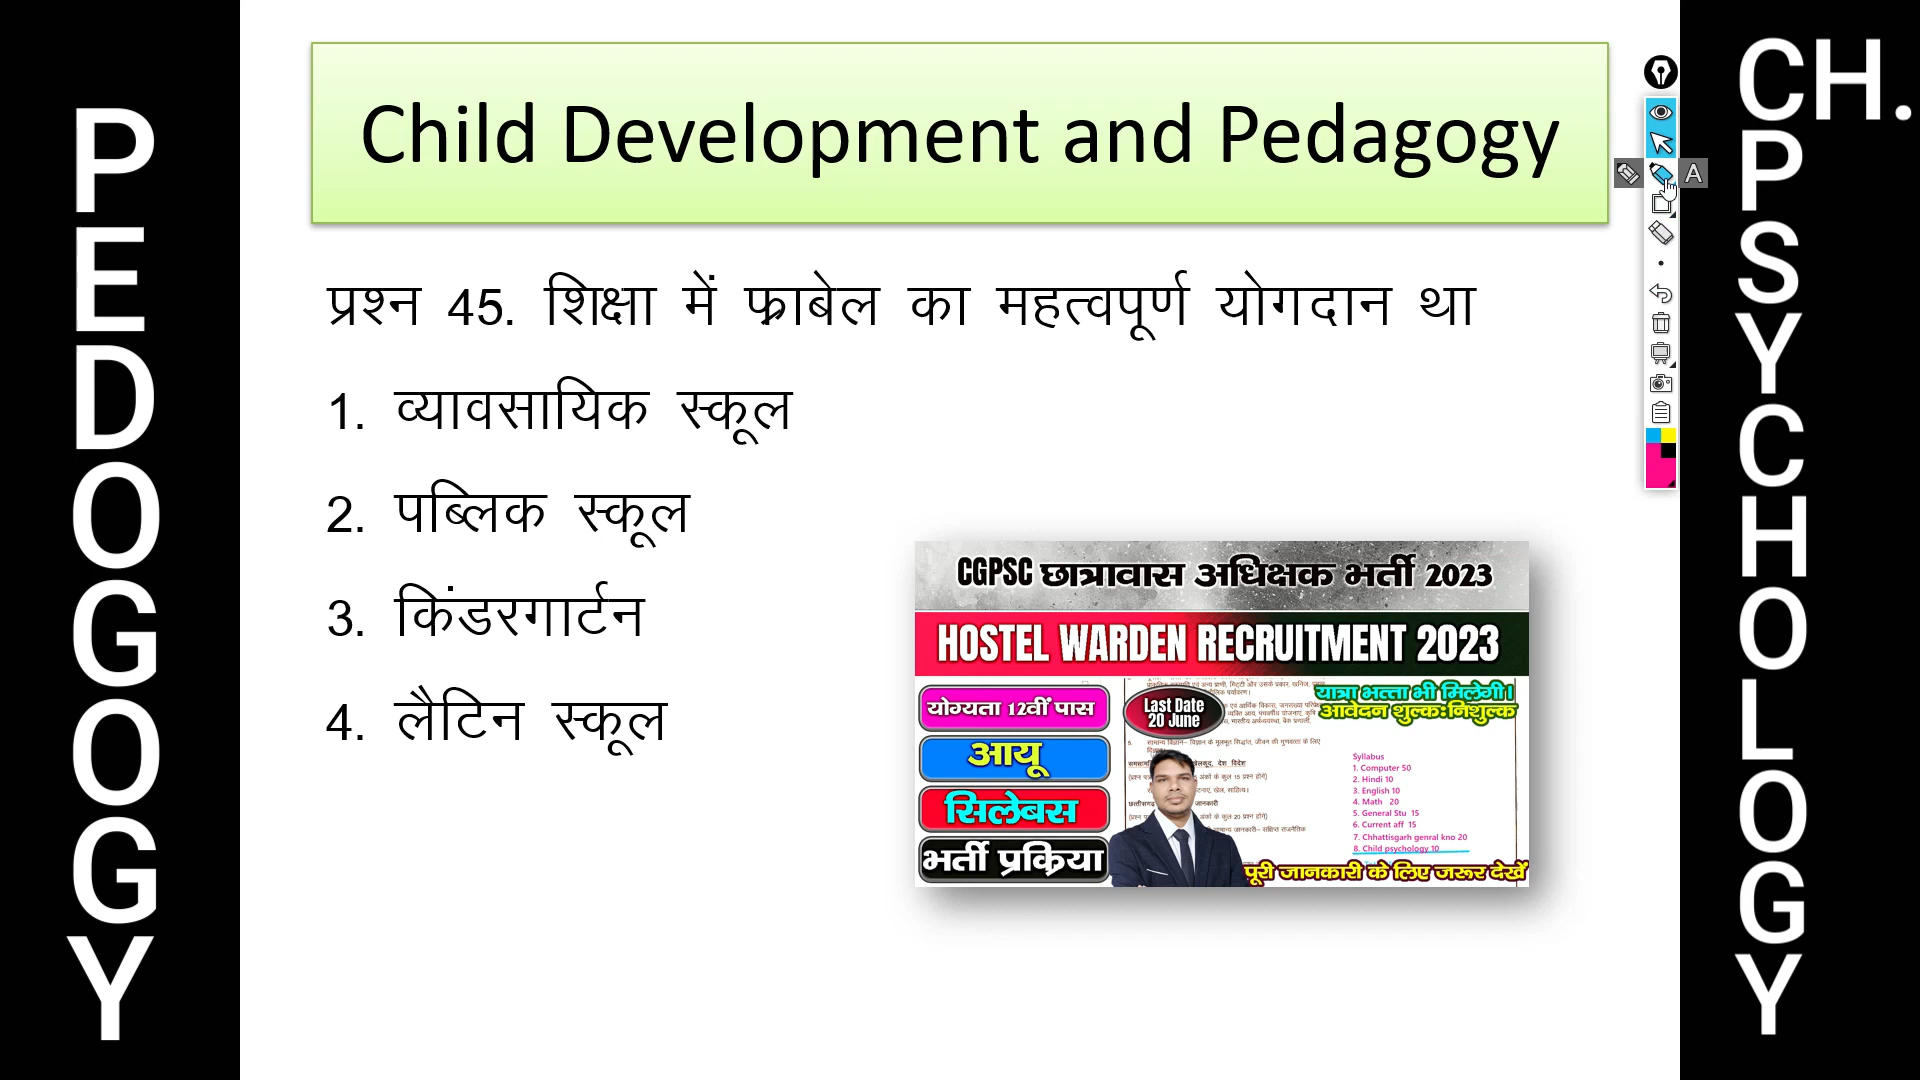 PEDOGOGY
Child Development and Pedagogy
प्रश्न 45. शिक्षा में फ्राबेल का महत्वपूर्ण योगदान था
1. व्यावसायिक स्कूल
2. पब्लिक स्कूल
3. किंडरगार्टन
4. लैटिन स्कूल
CGPSC छात्रावास अधिक्षक भर्ती 2023
HOSTEL WARDEN RECRUITMENT 2023
योग्यता 12वीं पास
आयू
सिलेबस
भर्ती प्रक्रिया
Last Date
20 June
यात्रा भत्ता भी मिलेगी।
आवेदन शुल्क:निशुल्क
Syllabus
1. Computer 50
2. Hindi 10
3. English 10
4. Math 20
5. General Stu 15
6. Current aff 15
7. Chhattisgarh genral kno 20
8. Child psychology 10
पूरी जानकारी के लिए जरूर देखें
A
CH.
PSYCHOLOGY